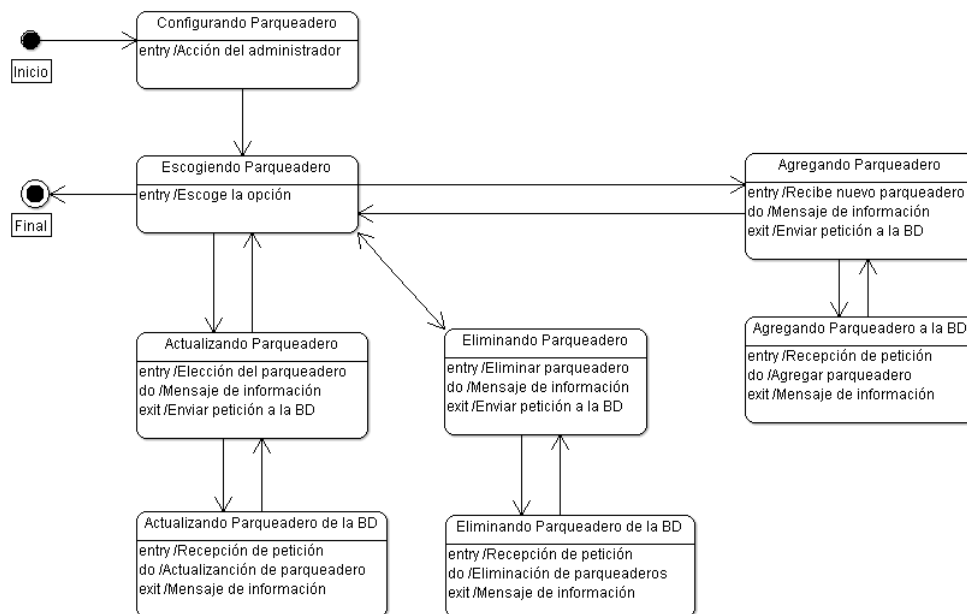 Configurando Parqueadero
entry /Acción del administrador
Inicio
Escogiendo Parqueadero
entry /Escoge la opción
Final
Agregando Parqueadero
entry /Recibe nuevo parqueadero
do /Mensaje de información
exit /Enviar petición a la BD
Actualizando Parqueadero
entry /Elección del parqueadero
do /Mensaje de información
exit /Enviar petición a la BD
Eliminando Parqueadero
entry /Eliminar parqueadero
do /Mensaje de información
exit /Enviar petición a la BD
Agregando Parqueadero a la BD
entry /Recepción de petición
do /Agregar parqueadero
exit /Mensaje de información
Actualizando Parqueadero de la BD
entry /Recepción de petición
do /Actualizanción de parqueadero
exit /Mensaje de información
Eliminando Parqueadero de la BD
entry /Recepción de petición
do /Eliminación de parqueaderos
exit /Mensaje de información